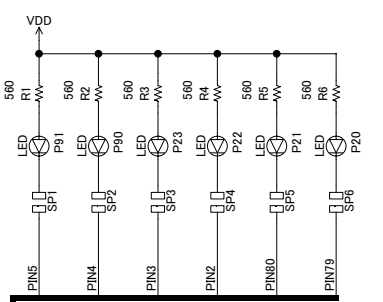 VDD
560 R1
560 R2
560 R3
560 R4
560 R5
560 R6
LED P91
LED P90
LED P23
LED P22
LED P21
LED P20
SP1
SP2
SP3
SP4
SP5
SP6
PIN5
PIN4
PIN3
PIN2
PIN80
PIN79